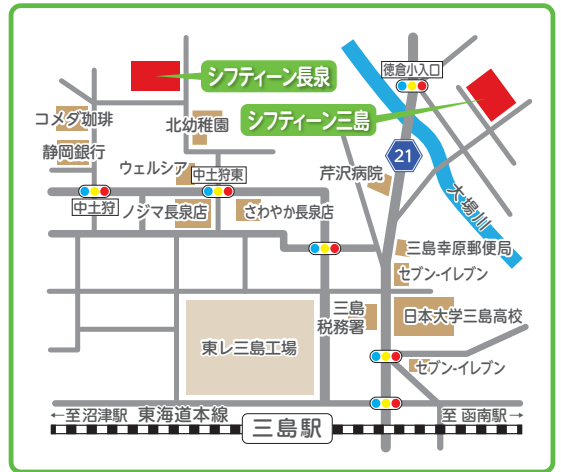 シフティーン長泉
徳倉小入口
コメダ珈琲
北幼稚園
シフティーン三島
静岡銀行
21
ウェルシア
中土狩東
芹沢病院
中土狩
ノジマ長泉店
さわやか長泉店
大場川
三島幸原郵便局
セブン-イレブン
三島
税務署
日本大学三島高校
東レ三島工場
セブン-イレブン
←至沼津駅 東海道本線
至 函南駅→
三島駅